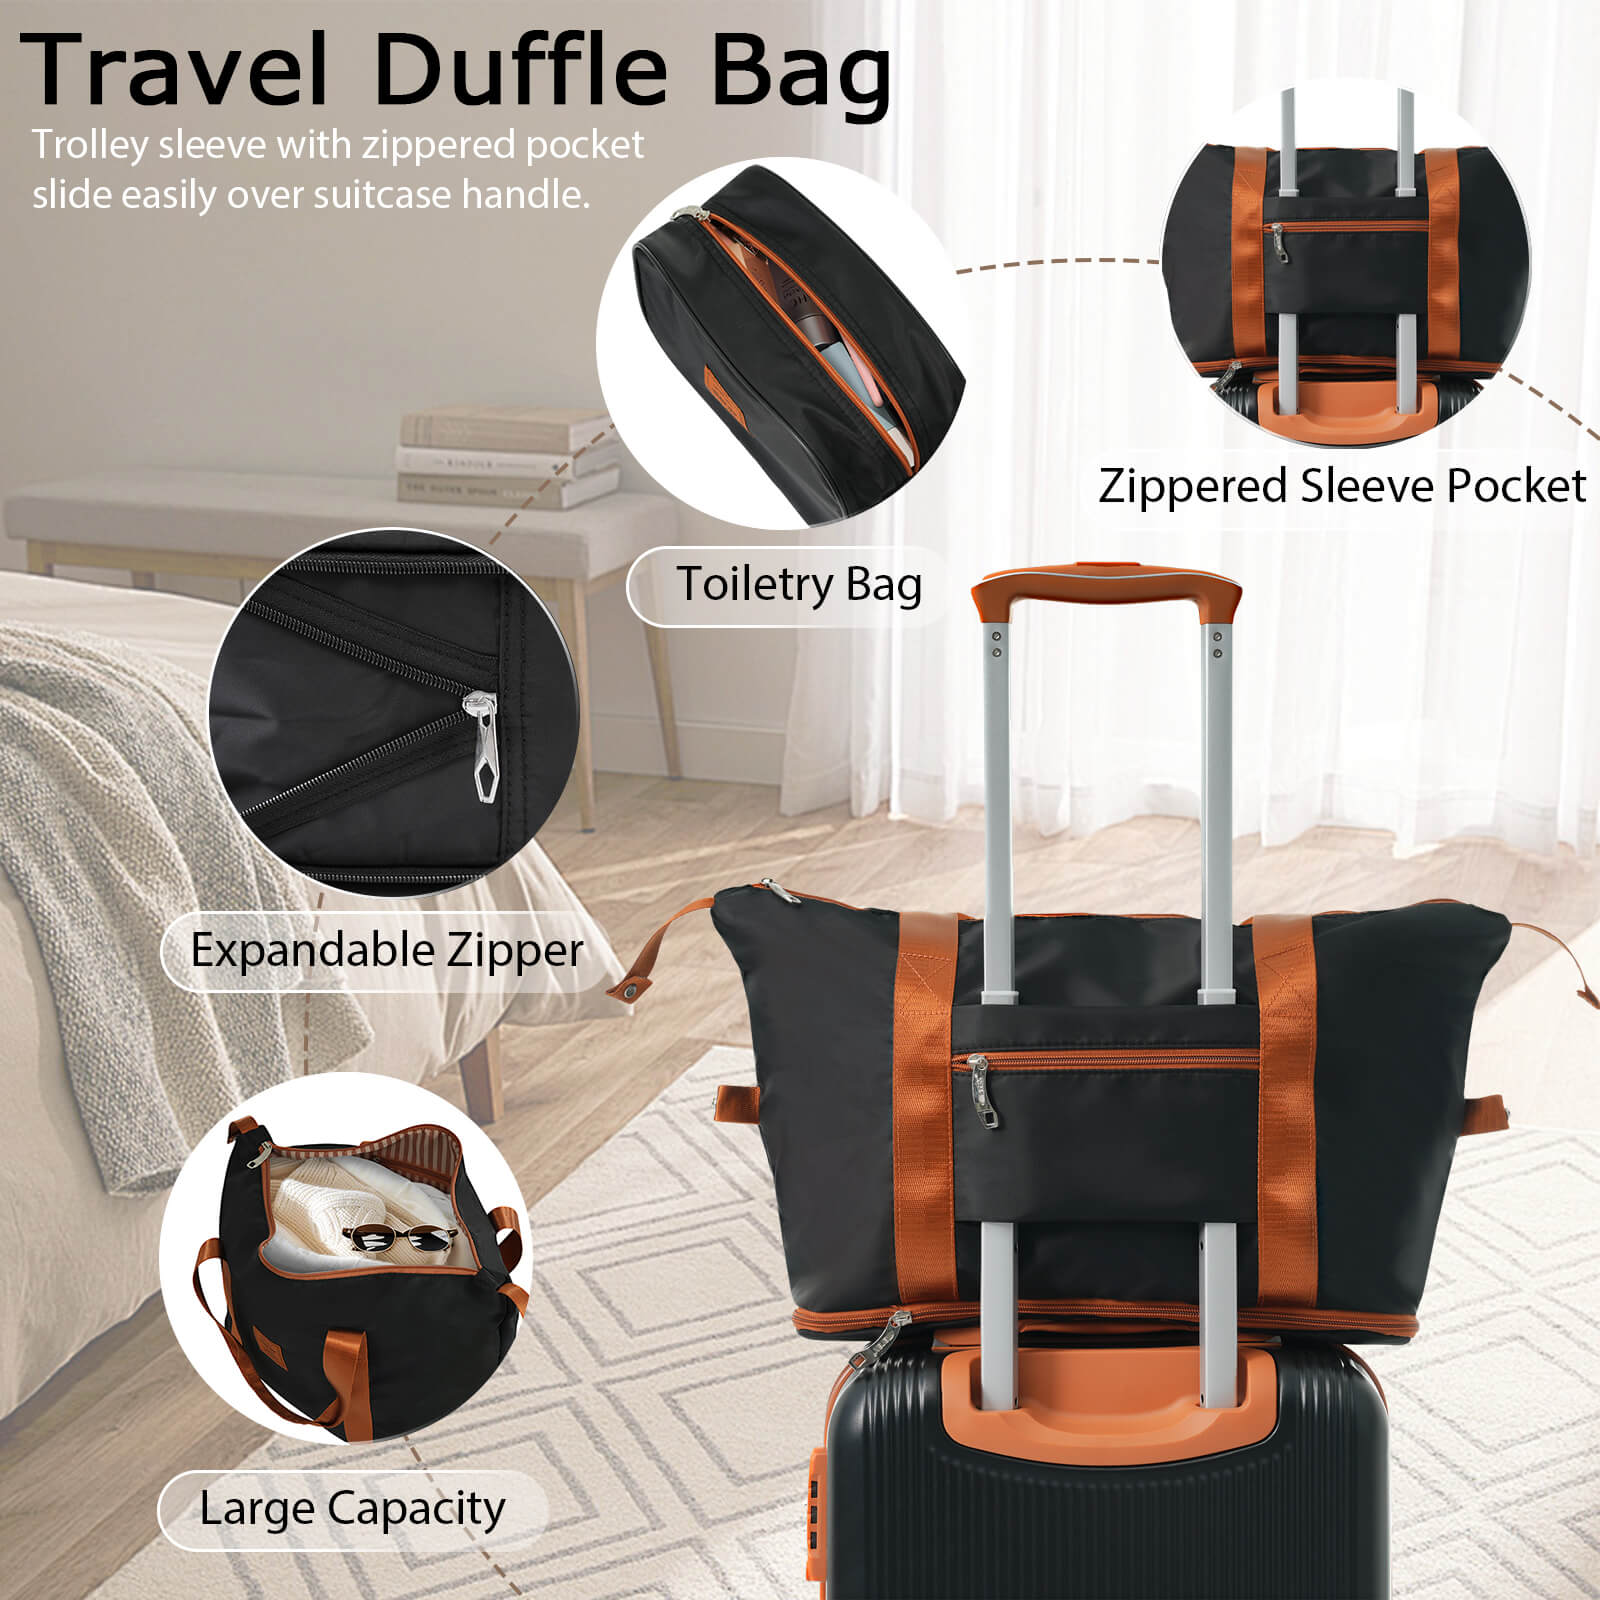 Travel Duffle Bag
Trolley sleeve with zippered pocket
slide easily over suitcase handle.
Zippered Sleeve Pocket
Toiletry Bag
Expandable Zipper
Large Capacity